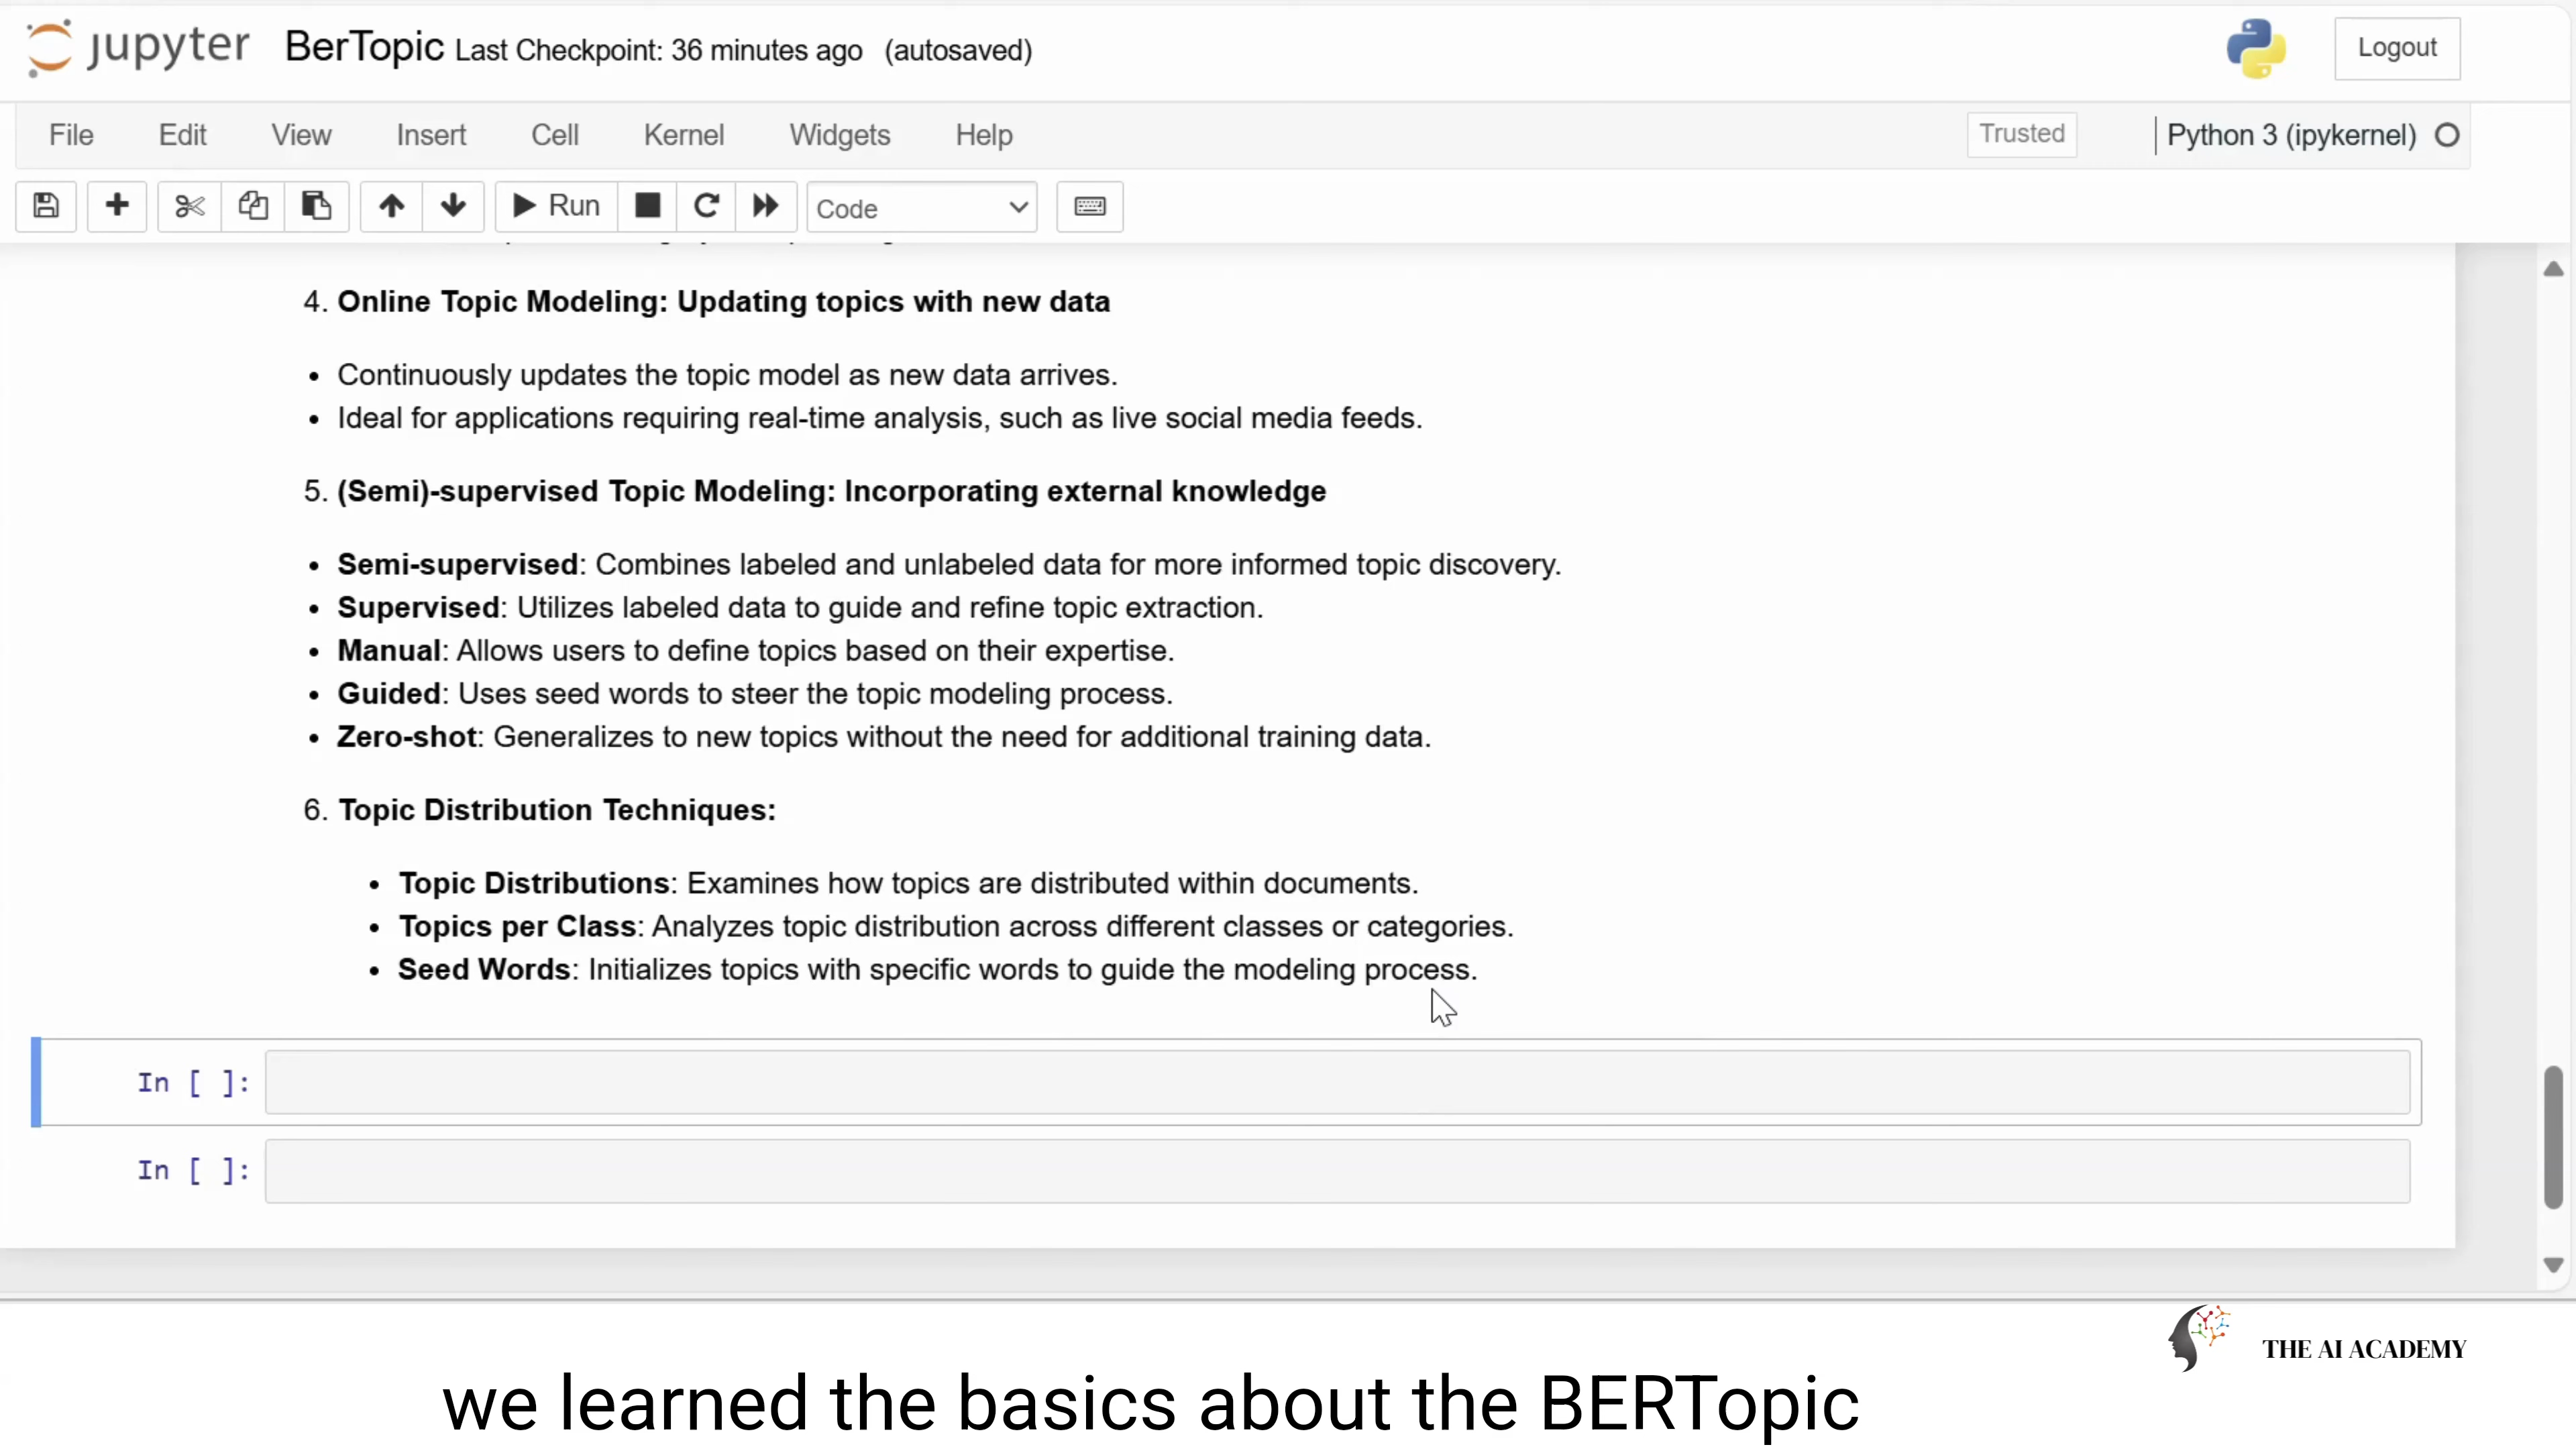 jupyter BerTopic Last Checkpoint: 36 minutes ago (autosaved) Logout
File Edit View Insert Cell Kernel Widgets Help Trusted Python 3 (ipykernel)
Run Code
4. Online Topic Modeling: Updating topics with new data
• Continuously updates the topic model as new data arrives.
• Ideal for applications requiring real-time analysis, such as live social media feeds.
5. (Semi)-supervised Topic Modeling: Incorporating external knowledge
• Semi-supervised: Combines labeled and unlabeled data for more informed topic discovery.
• Supervised: Utilizes labeled data to guide and refine topic extraction.
• Manual: Allows users to define topics based on their expertise.
• Guided: Uses seed words to steer the topic modeling process.
• Zero-shot: Generalizes to new topics without the need for additional training data.
6. Topic Distribution Techniques:
• Topic Distributions: Examines how topics are distributed within documents.
• Topics per Class: Analyzes topic distribution across different classes or categories.
• Seed Words: Initializes topics with specific words to guide the modeling process.
In [ ]:
In [ ]:
THE AI ACADEMY
we learned the basics about the BERTopic